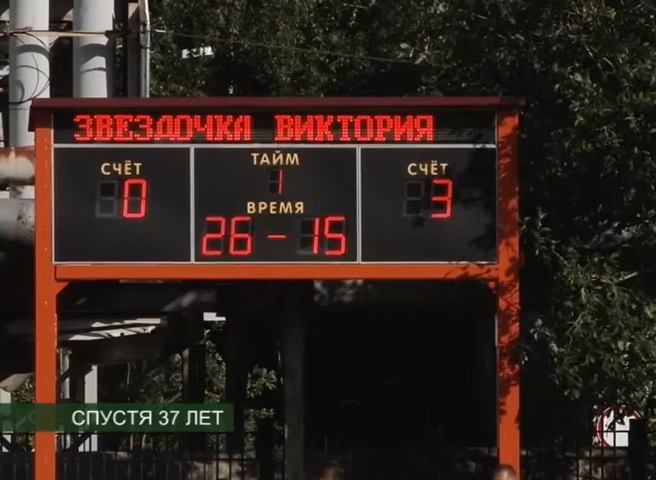 ЗВЕЗДОЧКА ВИКТОРИЯ
СЧЁТ ТАЙМ СЧЁТ
0 1 3
ВРЕМЯ
26 - 15
СПУСТЯ 37 ЛЕТ